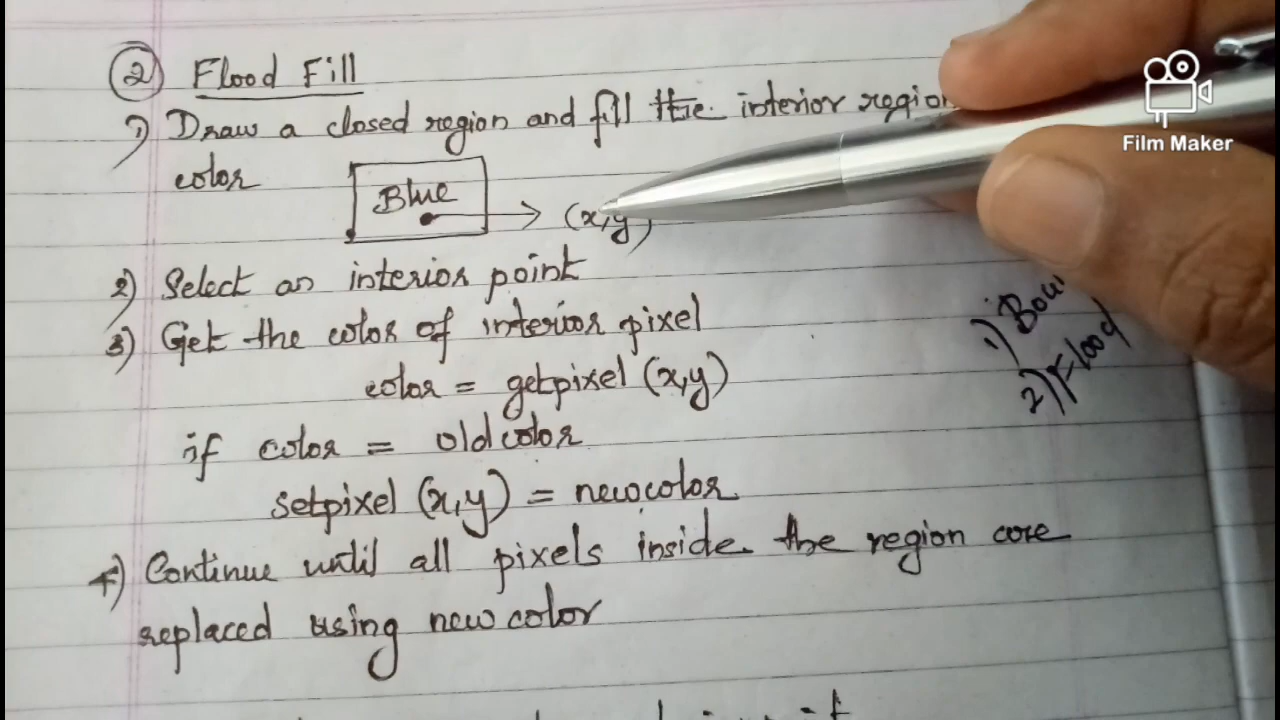 ② Flood Fill
1) Draw a closed region and fill the interior region
color
Blue
(x,y)
2) Select an interior point
3) Get the color of interior pixel
color = getpixel (x,y)
if color = old color
setpixel (x,y) = newcolor
4) Continue until all pixels inside the region are
replaced using new color
1) Bou
2) Flood
Film Maker